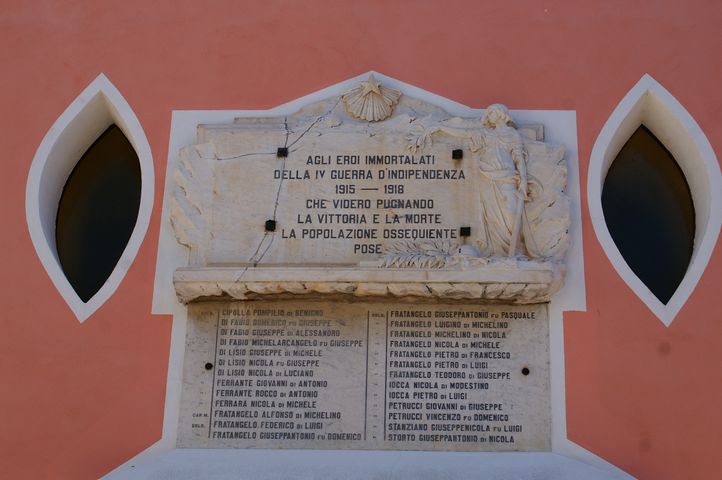 AGLI EROI IMMORTALATI
DELLA IV GUERRA D'INDIPENDENZA
1915 — 1918
CHE VIDERO PUGNANDO
LA VITTORIA E LA MORTE
LA POPOLAZIONE OSSEQUIENTE
POSE
SOLD. CIPOLLA POMPILIO DI BENIGNO
" DI FABIO DOMENICO FU GIUSEPPE
" DI FABIO GIUSEPPE DI ALESSANDRO
" DI FABIO MICHELARCANGELO FU GIUSEPPE
" DI LISIO GIUSEPPE DI MICHELE
" DI LISIO NICOLA FU GIUSEPPE
" DI LISIO NICOLA DI LUCIANO
" FERRANTE GIOVANNI DI ANTONIO
" FERRANTE ROCCO DI ANTONIO
" FERRARA NICOLA DI MICHELE
CAP. M. FRATANGELO ALFONSO DI MICHELINO
SOLD. FRATANGELO FEDERICO DI LUIGI
" FRATANGELO GIUSEPPANTONIO FU DOMENICO
SOLD. FRATANGELO GIUSEPPANTONIO FU PASQUALE
" FRATANGELO LUIGINO DI MICHELINO
" FRATANGELO MICHELINO DI NICOLA
" FRATANGELO NICOLA DI MICHELE
" FRATANGELO PIETRO DI FRANCESCO
" FRATANGELO PIETRO DI LUIGI
" FRATANGELO TEODORO DI GIUSEPPE
" IOCCA NICOLA DI MODESTINO
" IOCCA PIETRO DI LUIGI
" PETRUCCI GIOVANNI DI GIUSEPPE
" PETRUCCI VINCENZO FU DOMENICO
" STANZIANO GIUSEPPENICOLA FU LUIGI
" STORTO GIUSEPPANTONIO DI NICOLA